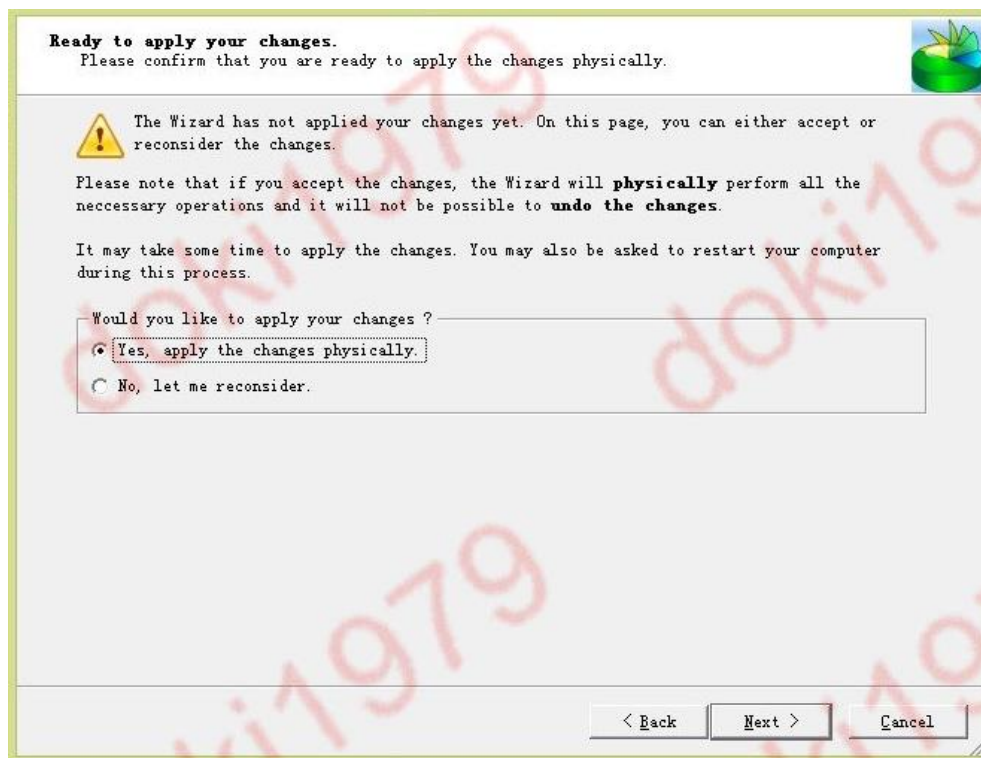 Ready to apply your changes.
Please confirm that you are ready to apply the changes physically.
The Wizard has not applied your changes yet. On this page, you can either accept or
reconsider the changes.
Please note that if you accept the changes, the Wizard will physically perform all the
neccessary operations and it will not be possible to undo the changes.
It may take some time to apply the changes. You may also be asked to restart your computer
during this process.
Would you like to apply your changes ?
Yes, apply the changes physically.
No, let me reconsider.
< Back
Next >
Cancel
doki1979
doki19
ki1979
19